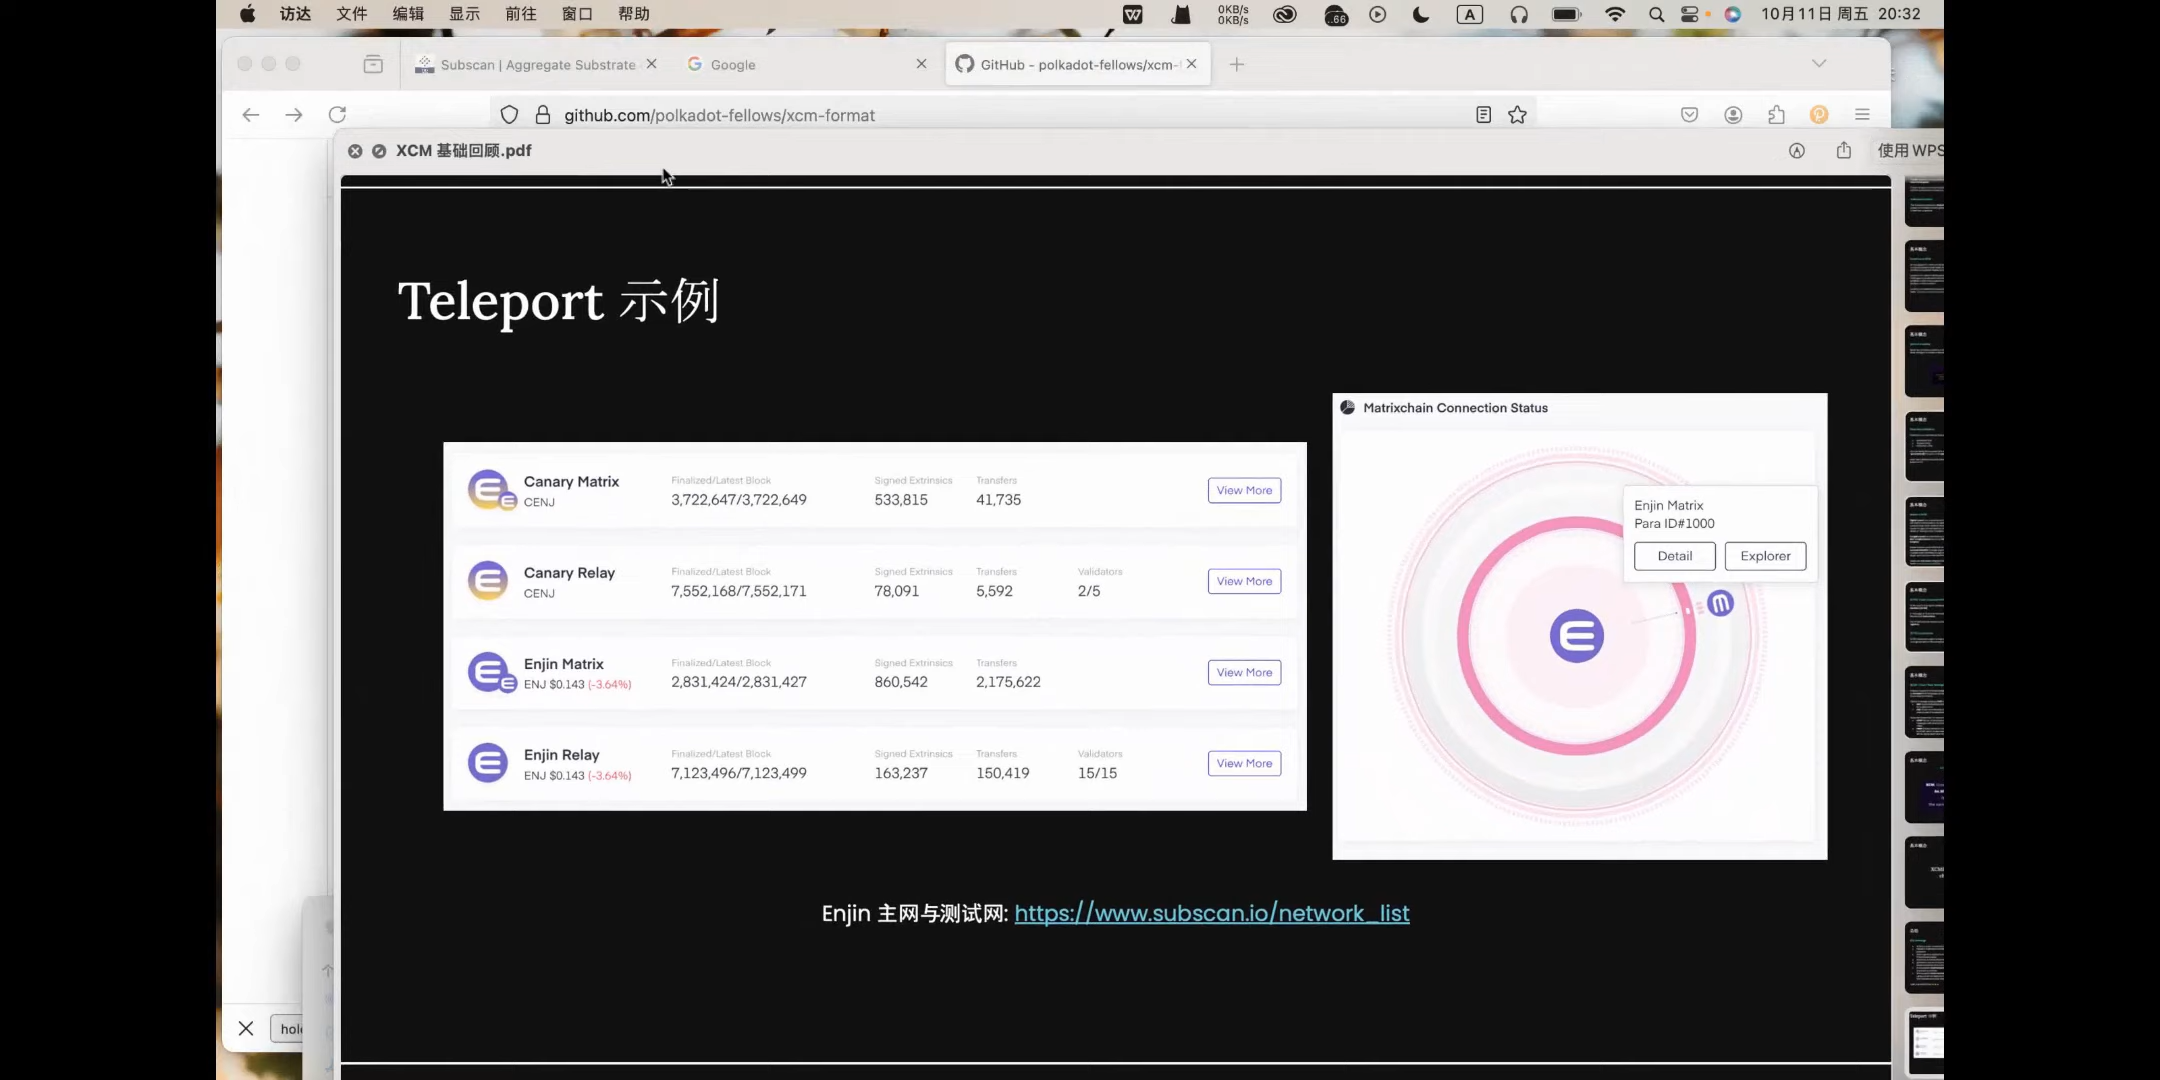 访达 文件 编辑 显示 前往 窗口 帮助
0KB/s
0KB/s
.66
A
10月11日 周五 20:32
Subscan | Aggregate Substrate
Google
GitHub - polkadot-fellows/xcm-
github.com/polkadot-fellows/xcm-format
XCM 基础回顾.pdf
使用 WPS
Teleport 示例
Canary Matrix
CENJ
Finalized/Latest Block
3,722,647/3,722,649
Signed Extrinsics
533,815
Transfers
41,735
View More
Canary Relay
CENJ
Finalized/Latest Block
7,552,168/7,552,171
Signed Extrinsics
78,091
Transfers
5,592
Validators
2/5
View More
Enjin Matrix
ENJ $0.143 (-3.64%)
Finalized/Latest Block
2,831,424/2,831,427
Signed Extrinsics
860,542
Transfers
2,175,622
View More
Enjin Relay
ENJ $0.143 (-3.64%)
Finalized/Latest Block
7,123,496/7,123,499
Signed Extrinsics
163,237
Transfers
150,419
Validators
15/15
View More
Matrixchain Connection Status
Enjin Matrix
Para ID#1000
Detail
Explorer
Enjin 主网与测试网: https://www.subscan.io/network_list